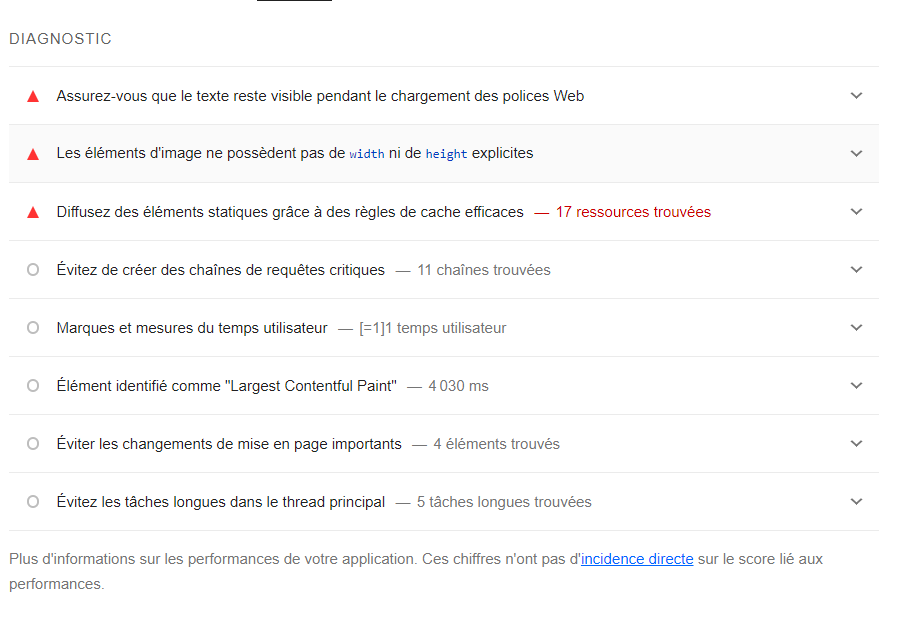 DIAGNOSTIC
Assurez-vous que le texte reste visible pendant le chargement des polices Web
Les éléments d'image ne possèdent pas de width ni de height explicites
Diffusez des éléments statiques grâce à des règles de cache efficaces — 17 ressources trouvées
Évitez de créer des chaînes de requêtes critiques — 11 chaînes trouvées
Marques et mesures du temps utilisateur — [=1]1 temps utilisateur
Élément identifié comme "Largest Contentful Paint" — 4 030 ms
Éviter les changements de mise en page importants — 4 éléments trouvés
Évitez les tâches longues dans le thread principal — 5 tâches longues trouvées
Plus d'informations sur les performances de votre application. Ces chiffres n'ont pas d'incidence directe sur le score lié aux
performances.